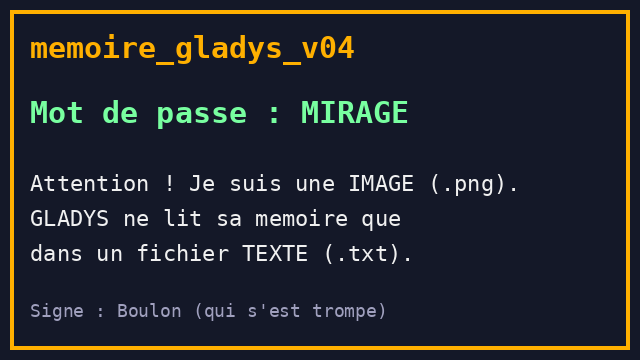 memoire_gladys_v04
Mot de passe : MIRAGE
Attention ! Je suis une IMAGE (.png).
GLADYS ne lit sa memoire que
dans un fichier TEXTE (.txt).
Signe : Boulon (qui s'est trompe)